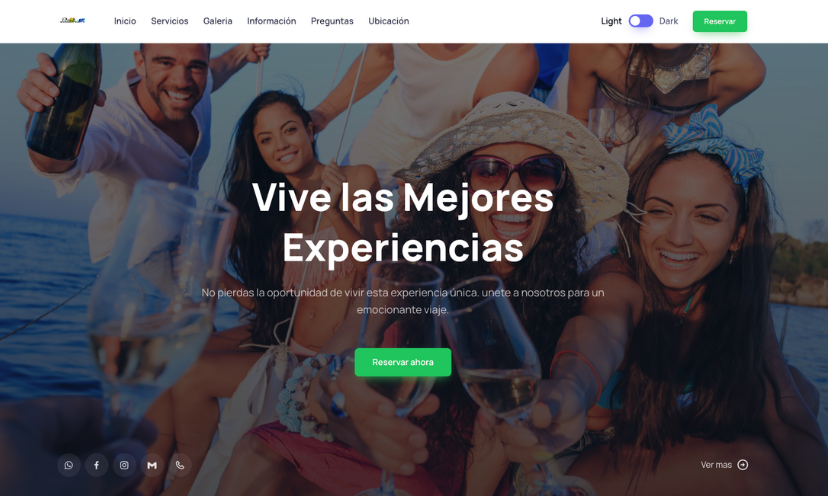 Inicio Servicios Galeria Información Preguntas Ubicación Light Dark Reservar
Vive las Mejores
Experiencias
No pierdas la oportunidad de vivir esta experiencia única. unete a nosotros para un
emocionante viaje.
Reservar ahora
Ver mas